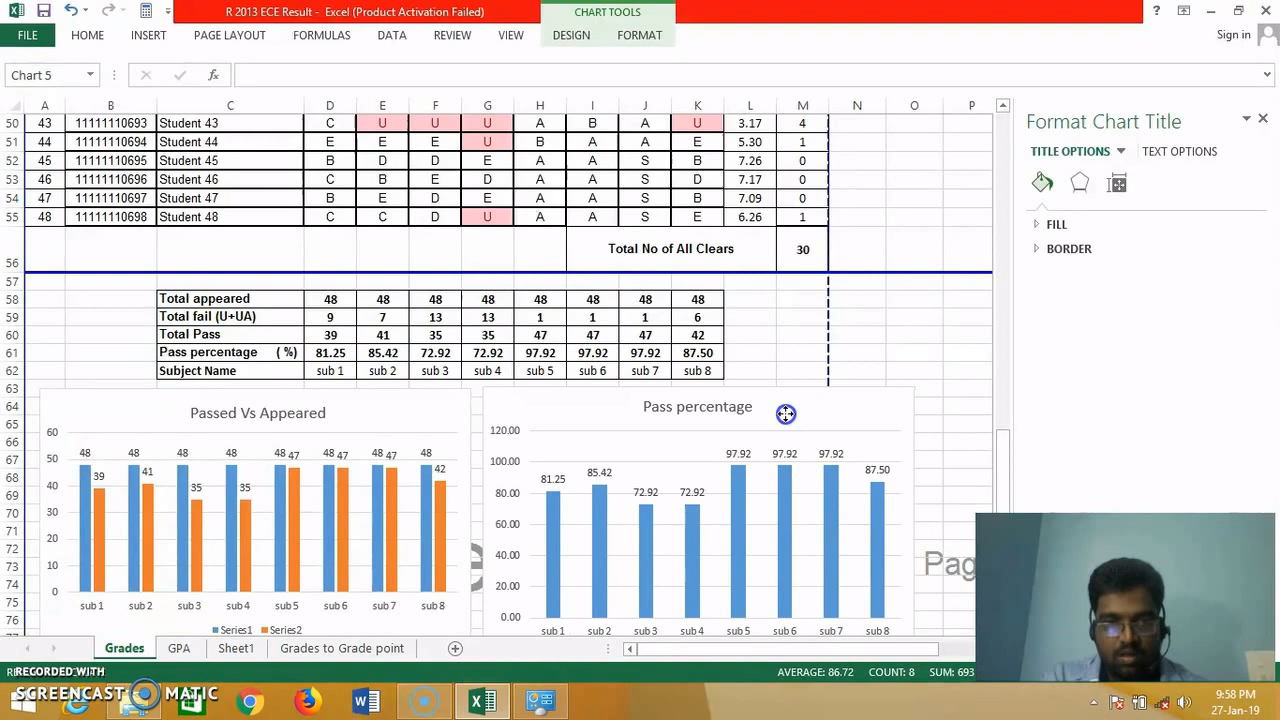 R 2013 ECE Result - Excel (Product Activation Failed)
CHART TOOLS
FILE HOME INSERT PAGE LAYOUT FORMULAS DATA REVIEW VIEW DESIGN FORMAT
Sign in
Chart 5
fx
A B C D E F G H I J K L M N O P
50 43 11111110693 Student 43 C U U U A B A U 3.17 4
51 44 11111110694 Student 44 E E E U B A A E 5.30 1
52 45 11111110695 Student 45 B D D E A A S B 7.26 0
53 46 11111110696 Student 46 C B E D A A S D 7.17 0
54 47 11111110697 Student 47 B E D E A A S B 7.09 0
55 48 11111110698 Student 48 C C D U A A S E 6.26 1
56 Total No of All Clears 30
57
58 Total appeared 48 48 48 48 48 48 48 48
59 Total fail (U+UA) 9 7 13 13 1 1 1 6
60 Total Pass 39 41 35 35 47 47 47 42
61 Pass percentage ( %) 81.25 85.42 72.92 72.92 97.92 97.92 97.92 87.50
62 Subject Name sub 1 sub 2 sub 3 sub 4 sub 5 sub 6 sub 7 sub 8
63
64
65
66
67
68
69
70
71
72
73
74
75
76
Passed Vs Appeared
60
50
40
30
20
10
0
48 39 48 41 48 35 48 35 48 47 48 47 48 47 48 42
sub 1 sub 2 sub 3 sub 4 sub 5 sub 6 sub 7 sub 8
Series1 Series2
Pass percentage
120.00
100.00
80.00
60.00
40.00
20.00
0.00
81.25 85.42 72.92 72.92 97.92 97.92 97.92 87.50
sub 1 sub 2 sub 3 sub 4 sub 5 sub 6 sub 7 sub 8
Pag
Format Chart Title
TITLE OPTIONS TEXT OPTIONS
FILL
BORDER
Grades GPA Sheet1 Grades to Grade point
AVERAGE: 86.72 COUNT: 8 SUM: 693
RECORDED WITH
SCREENCAST MATIC
9:58 PM
27-Jan-19